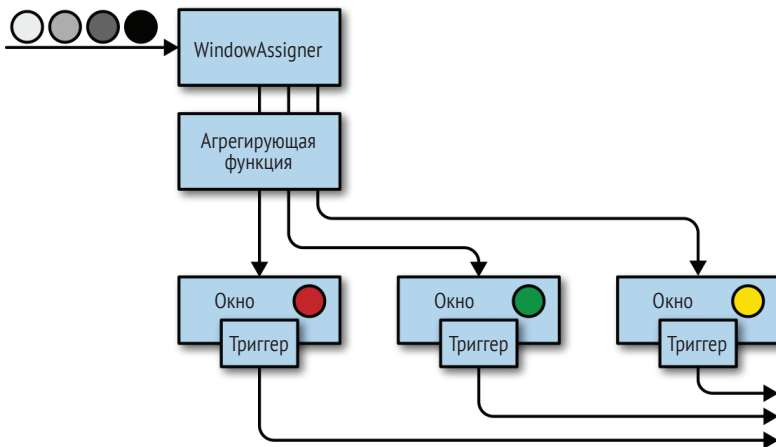 WindowAssigner
Агрегирующая
функция
Окно
Триггер
Окно
Триггер
Окно
Триггер